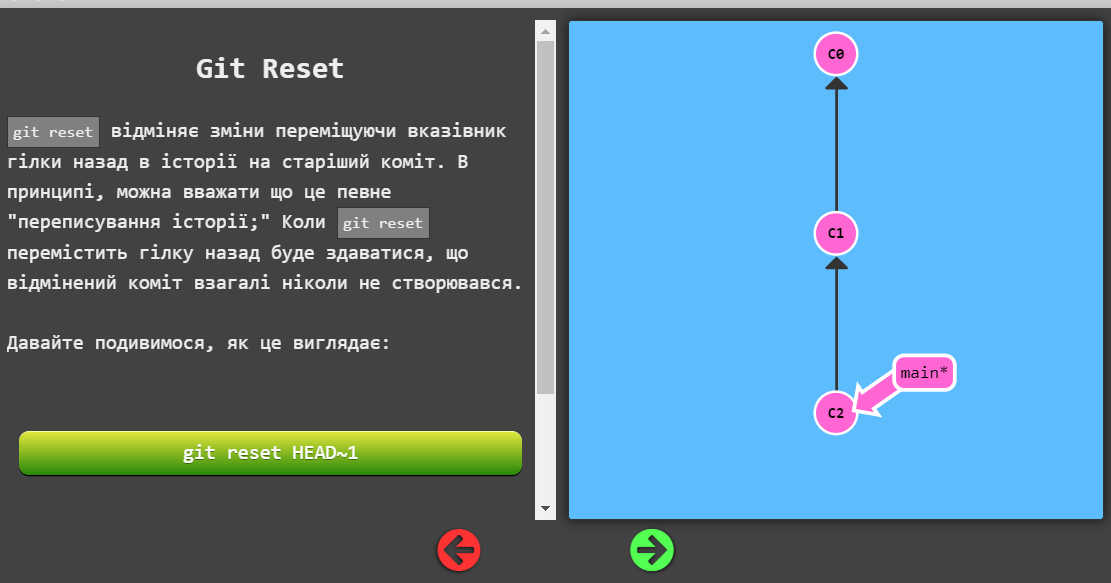 Git Reset
git reset відміняє зміни переміщуючи вказівник
гілки назад в історії на старіший коміт. В
принципі, можна вважати що це певне
"переписування історії;" Коли git reset
перемістить гілку назад буде здаватися, що
відмінений коміт взагалі ніколи не створювався.
Давайте подивимося, як це виглядає:
git reset HEAD~1
C0
C1
main*
C2